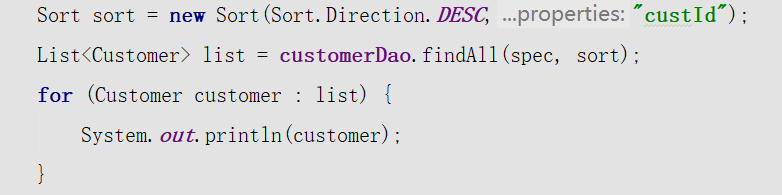 Sort sort = new Sort(Sort.Direction.DESC, ...properties: "custId");
List<Customer> list = customerDao.findAll(spec, sort);
for (Customer customer : list) {
    System.out.println(customer);
}